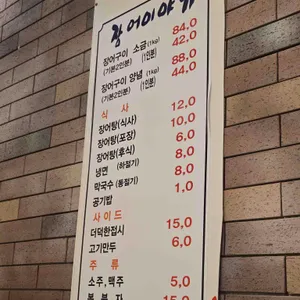 장어이야기
장어구이 소금 (1kg) 84,0
(기본2인분) (1인분) 42,0
장어구이 양념 (1kg) 88,0
(기본2인분) (1인분) 44,0
식 사
장어탕(식사) 12,0
장어탕(포장) 10,0
장어탕(후식) 6,0
냉면 (하절기) 8,0
막국수 (동절기) 8,0
공기밥 1,0
사 이 드
더덕한접시 15,0
고기만두 6,0
주 류
소주, 맥주 5,0
복 분 자 15,0